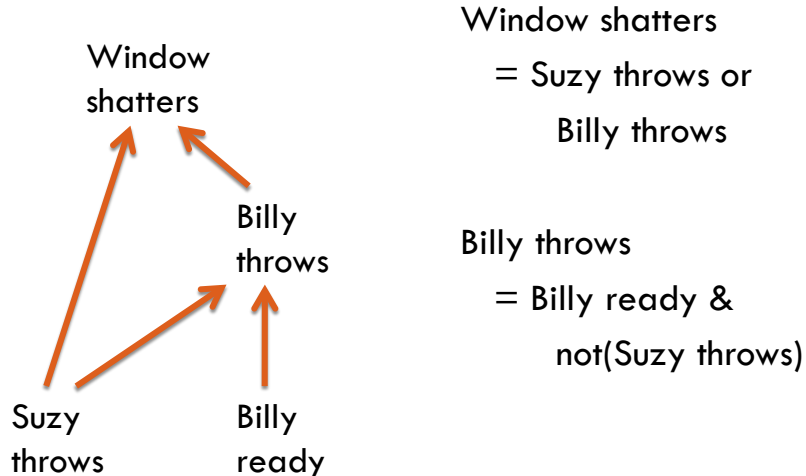 Window
shatters
Billy
throws
Suzy
throws
Billy
ready
Window shatters
= Suzy throws or
Billy throws
Billy throws
= Billy ready &
not(Suzy throws)